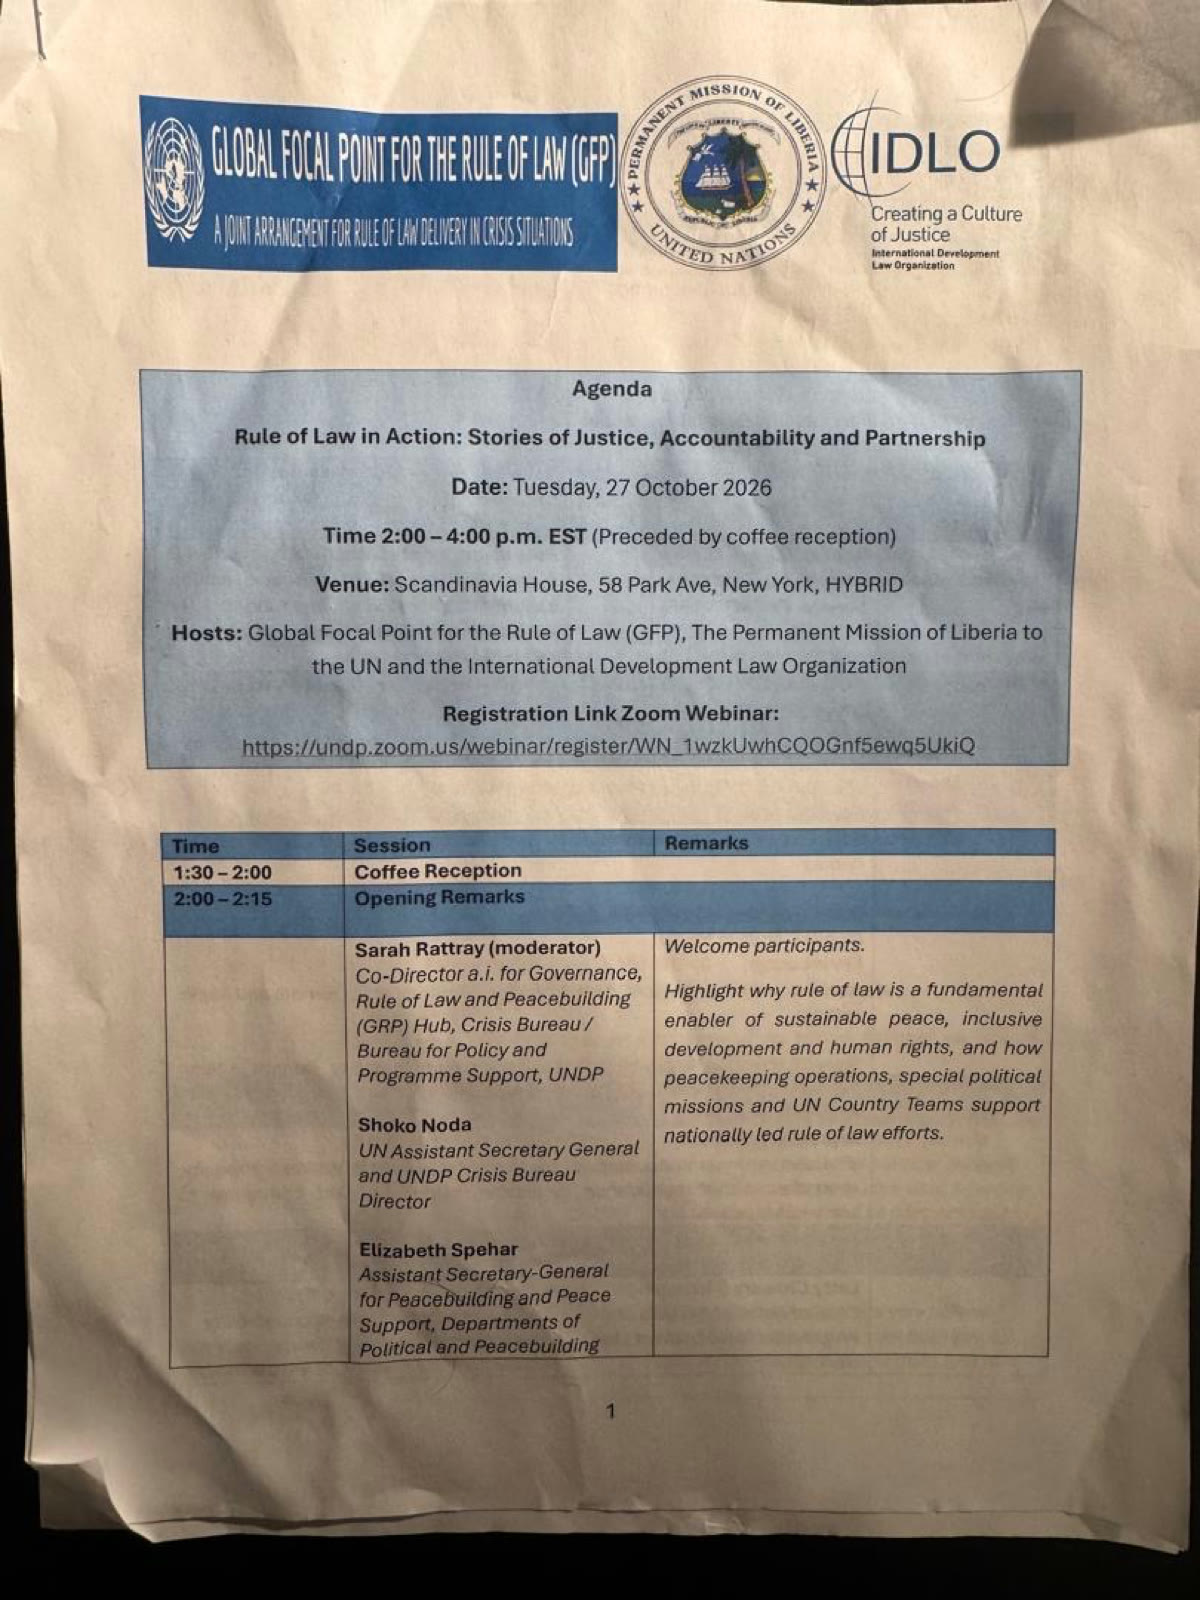 GLOBAL FOCAL POINT FOR THE RULE OF LAW (GFP)
A JOINT ARRANGEMENT FOR RULE OF LAW DELIVERY IN CRISIS SITUATIONS
PERMANENT MISSION OF LIBERIA
UNITED NATIONS
IDLO
Creating a Culture
of Justice
International Development
Law Organization
Agenda
Rule of Law in Action: Stories of Justice, Accountability and Partnership
Date: Tuesday, 27 October 2026
Time 2:00 – 4:00 p.m. EST (Preceded by coffee reception)
Venue: Scandinavia House, 58 Park Ave, New York, HYBRID
Hosts: Global Focal Point for the Rule of Law (GFP), The Permanent Mission of Liberia to
the UN and the International Development Law Organization
Registration Link Zoom Webinar:
https://undp.zoom.us/webinar/register/WN_1wzkUwhCQOGnf5ewq5UkiQ
Time Session Remarks
1:30 – 2:00 Coffee Reception
2:00 – 2:15 Opening Remarks
Sarah Rattray (moderator)
Co-Director a.i. for Governance,
Rule of Law and Peacebuilding
(GRP) Hub, Crisis Bureau /
Bureau for Policy and
Programme Support, UNDP
Shoko Noda
UN Assistant Secretary General
and UNDP Crisis Bureau
Director
Elizabeth Spehar
Assistant Secretary-General
for Peacebuilding and Peace
Support, Departments of
Political and Peacebuilding
Welcome participants.
Highlight why rule of law is a fundamental
enabler of sustainable peace, inclusive
development and human rights, and how
peacekeeping operations, special political
missions and UN Country Teams support
nationally led rule of law efforts.
1